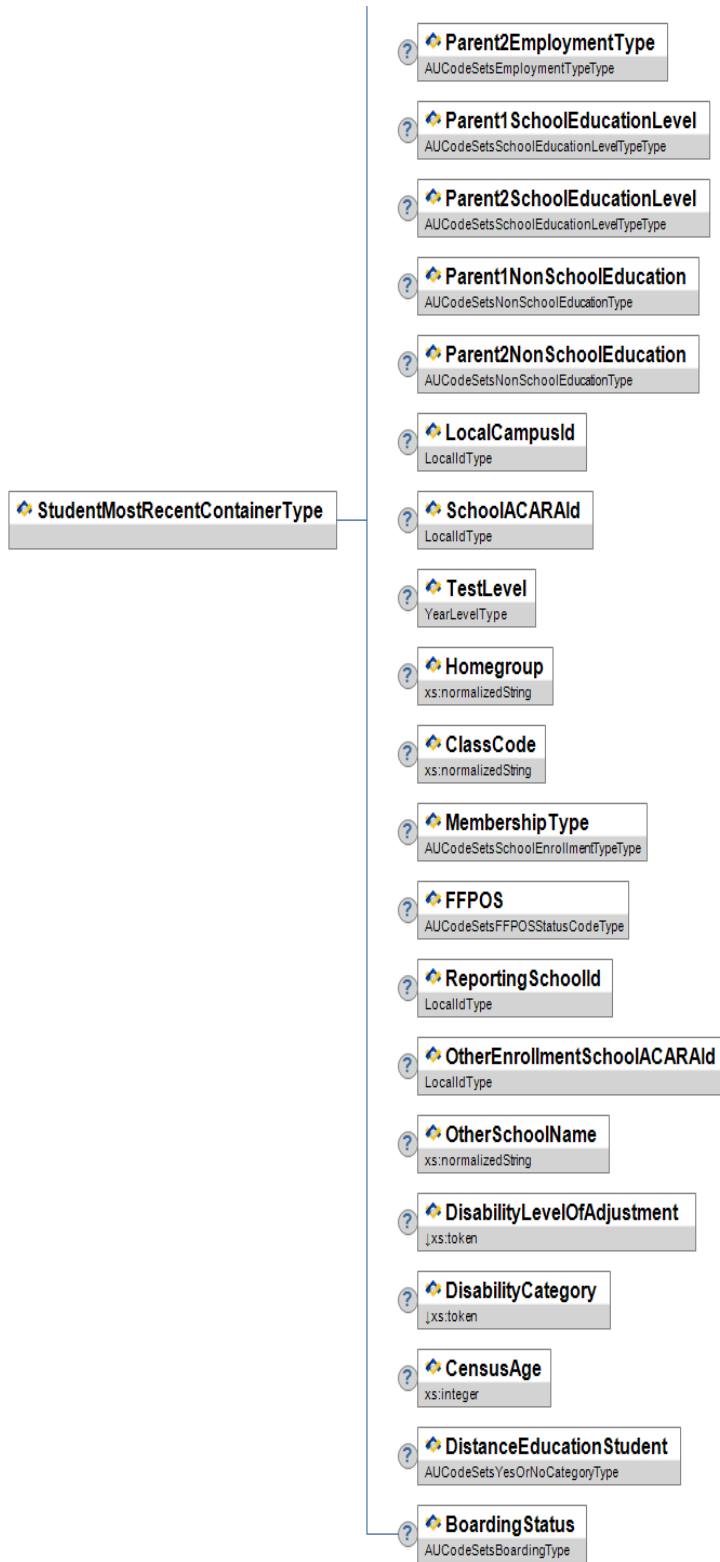 ?
Parent2EmploymentType
AUCodeSetsEmploymentTypeType
?
Parent1SchoolEducationLevel
AUCodeSetsSchoolEducationLevelTypeType
?
Parent2SchoolEducationLevel
AUCodeSetsSchoolEducationLevelTypeType
?
Parent1NonSchoolEducation
AUCodeSetsNonSchoolEducationType
?
Parent2NonSchoolEducation
AUCodeSetsNonSchoolEducationType
?
LocalCampusId
LocalIdType
StudentMostRecentContainerType
?
SchoolACARAId
LocalIdType
?
TestLevel
YearLevelType
?
Homegroup
xs:normalizedString
?
ClassCode
xs:normalizedString
?
MembershipType
AUCodeSetsSchoolEnrollmentTypeType
?
FFPOS
AUCodeSetsFFPOSStatusCodeType
?
ReportingSchoolId
LocalIdType
?
OtherEnrollmentSchoolACARAId
LocalIdType
?
OtherSchoolName
xs:normalizedString
?
DisabilityLevelOfAdjustment
↓xs:token
?
DisabilityCategory
↓xs:token
?
CensusAge
xs:integer
?
DistanceEducationStudent
AUCodeSetsYesOrNoCategoryType
?
BoardingStatus
AUCodeSetsBoardingType